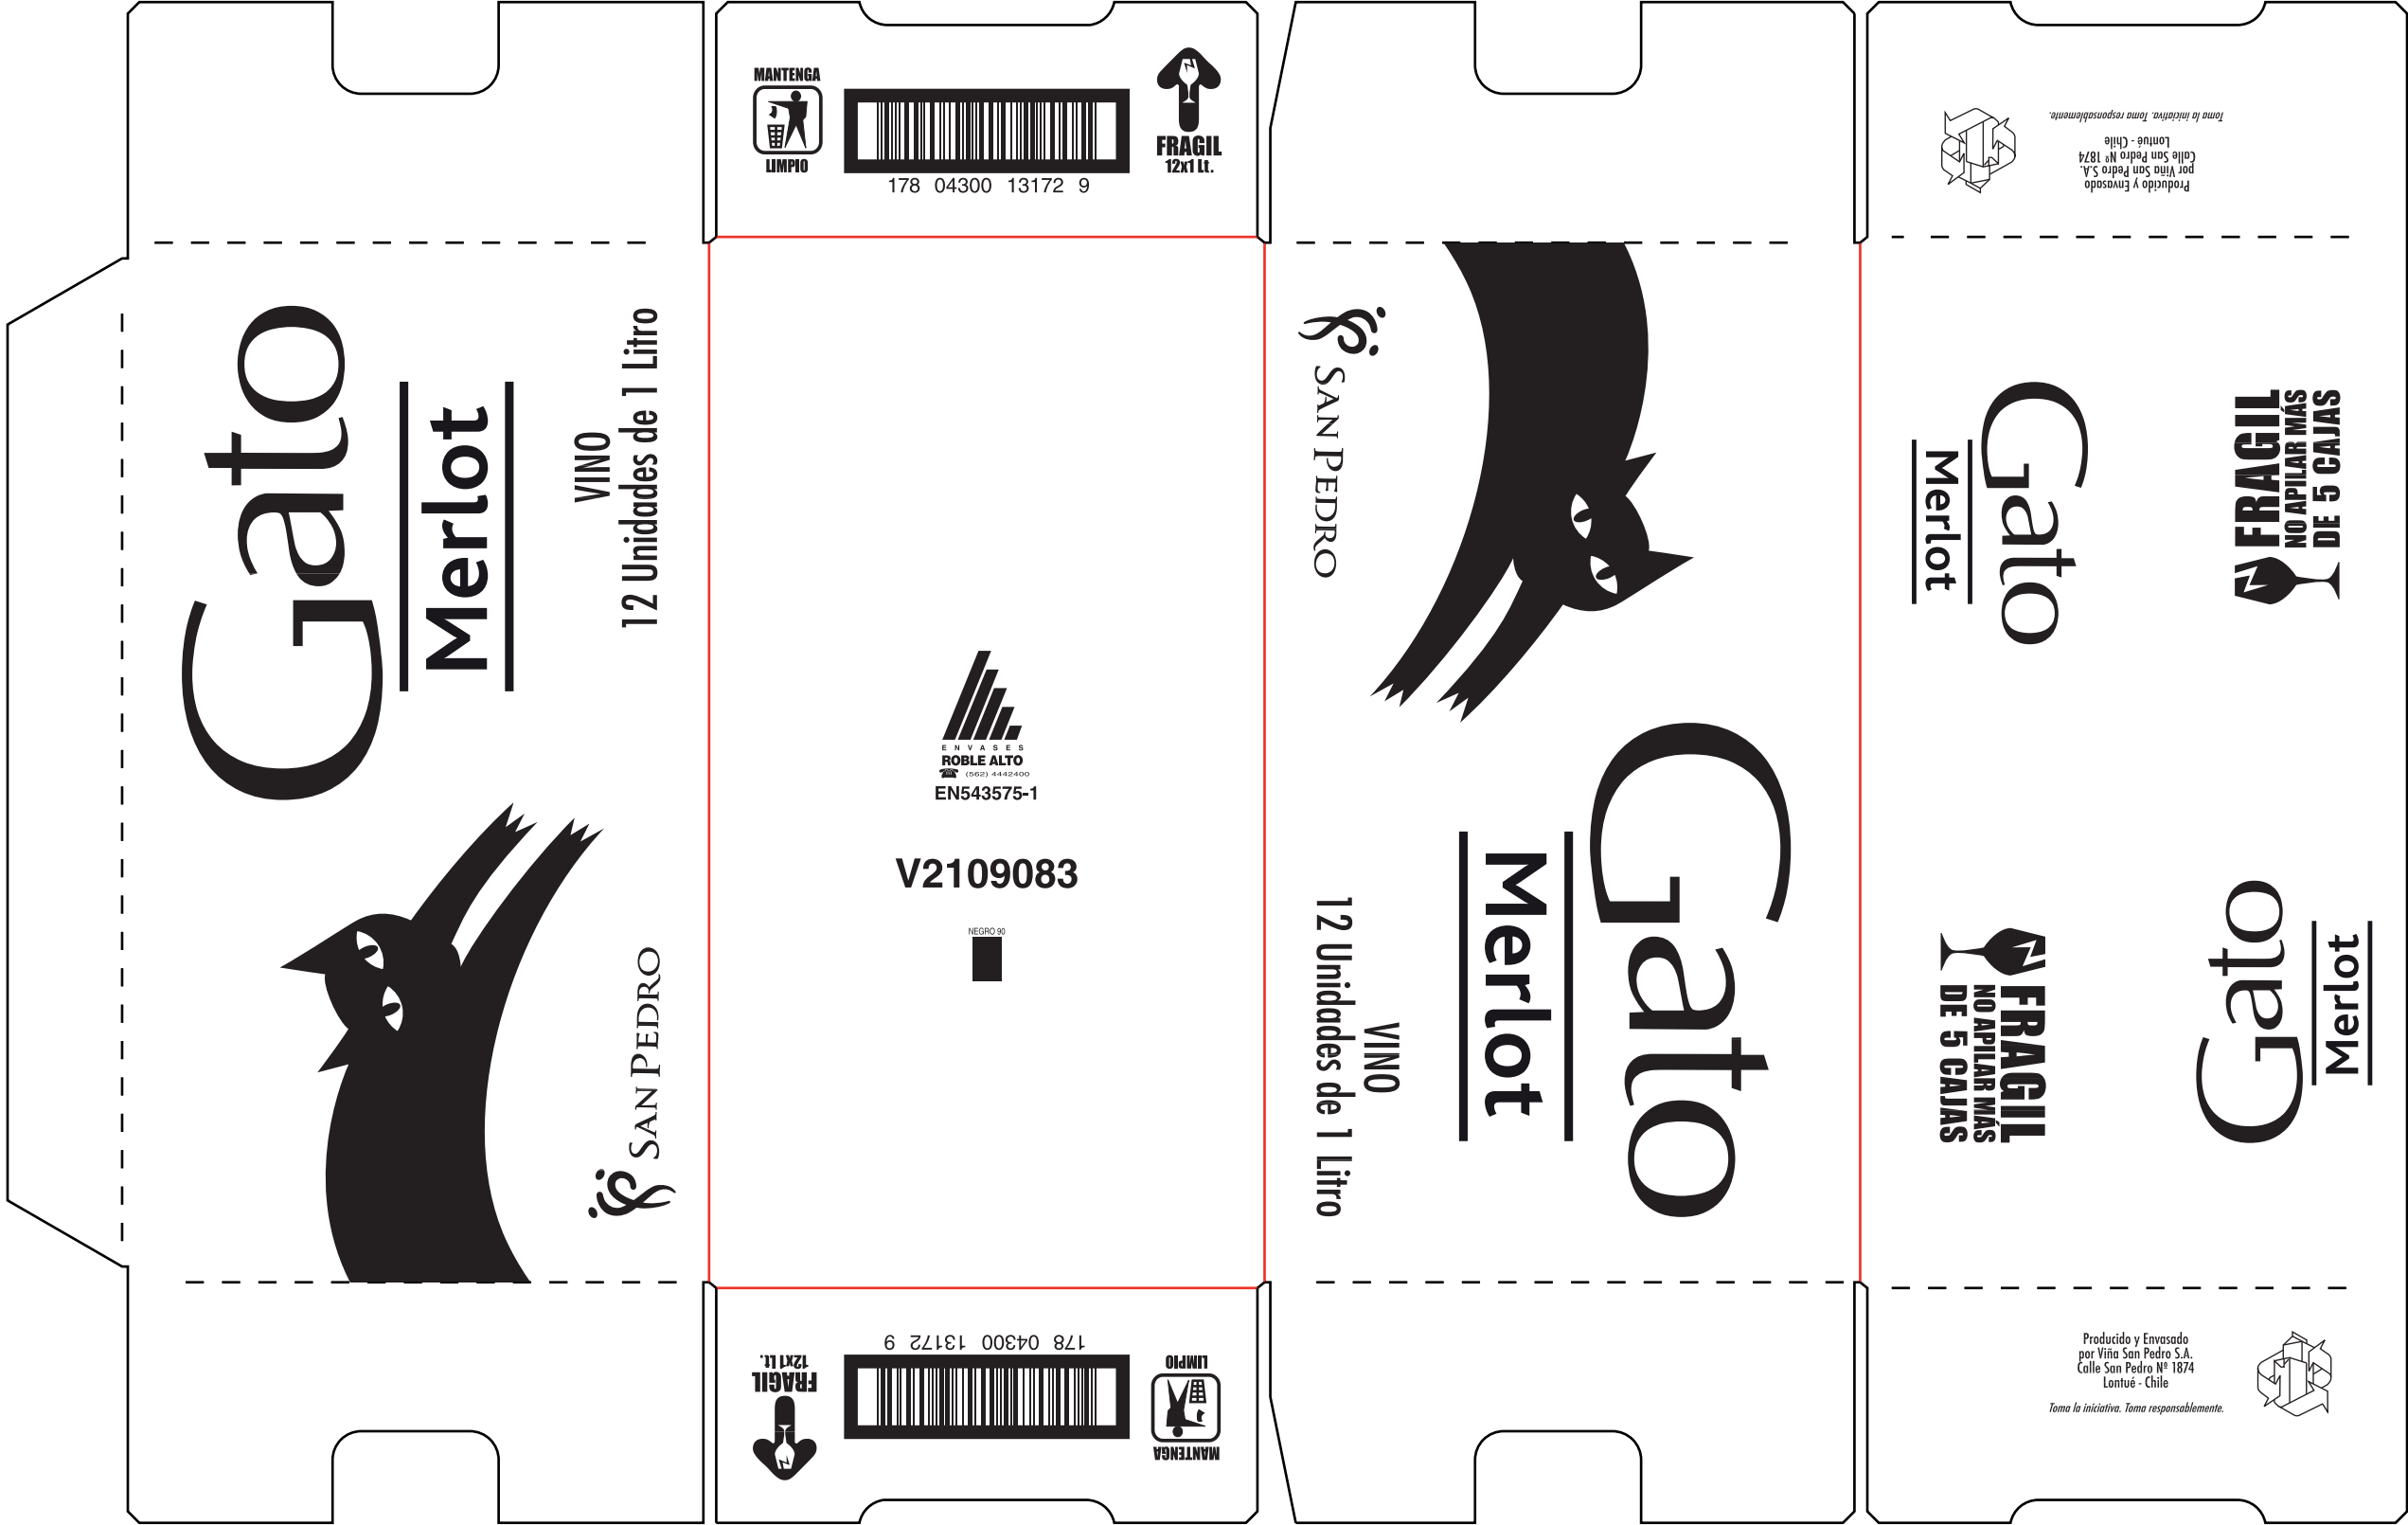 Gato
Merlot
VINO
12 Unidades de 1 Litro
SAN PEDRO
MANTENGA
LIMPIO
178 04300 13172 9
FRAGIL
12x1 Lt.
ENVASES
ROBLE ALTO
(562) 4442400
EN543575-1
V2109083
NEGRO 90
178 04300 13172 9
FRAGIL
12x1 Lt.
MANTENGA
LIMPIO
SAN PEDRO
Gato
Merlot
VINO
12 Unidades de 1 Litro
Producido y Envasado
por Viña San Pedro S.A.
Calle San Pedro Nº 1874
Lontué - Chile
Toma la iniciativa. Toma responsablemente.
Gato
Merlot
FRAGIL
NO APILAR MÁS
DE 5 CAJAS
FRAGIL
NO APILAR MÁS
DE 5 CAJAS
Gato
Merlot
Producido y Envasado
por Viña San Pedro S.A.
Calle San Pedro Nº 1874
Lontué - Chile
Toma la iniciativa. Toma responsablemente.